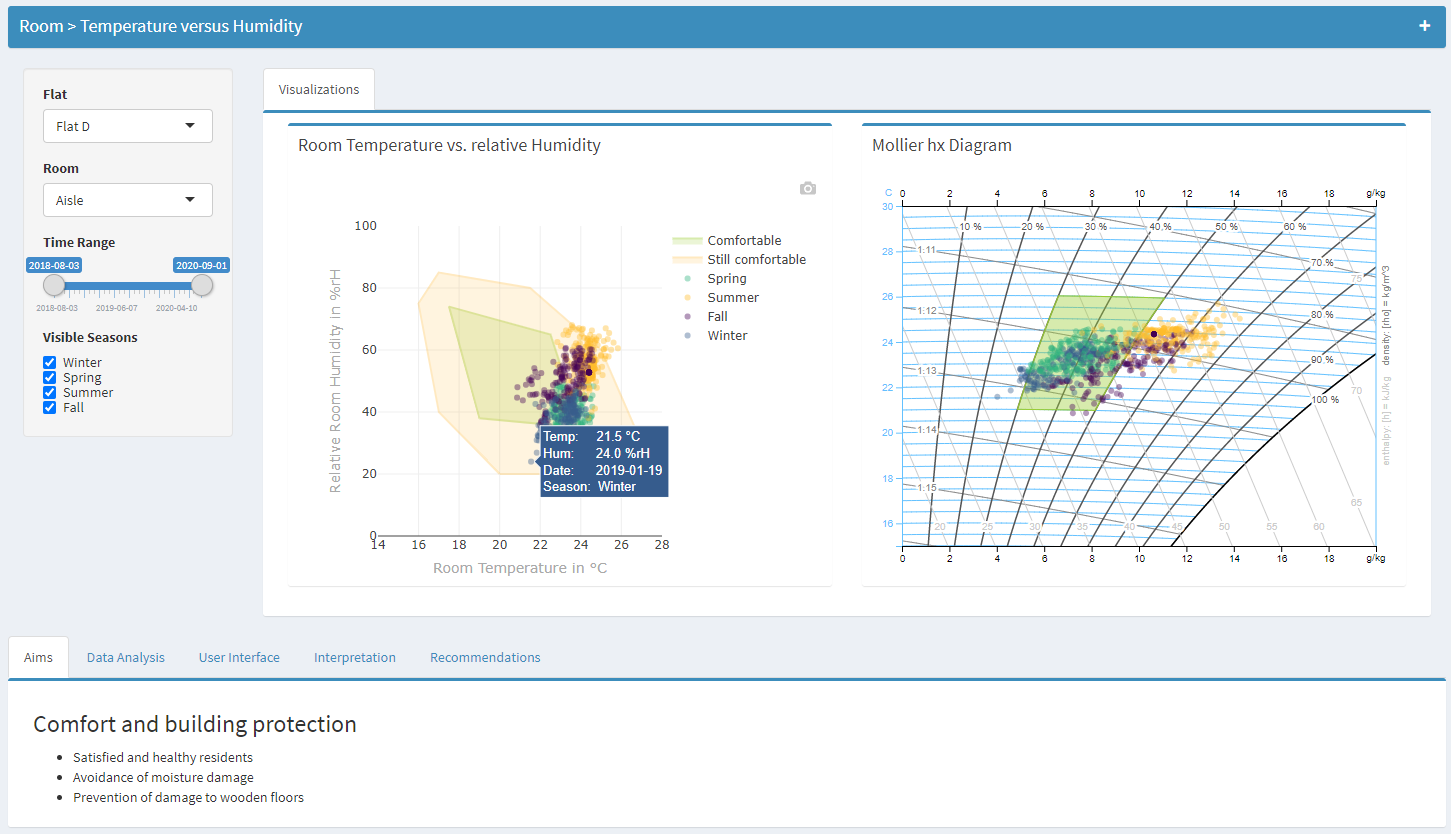 Room > Temperature versus Humidity
+
Flat
Flat D
Room
Aisle
Time Range
2018-08-03 2020-09-01
2018-08-03 2019-06-07 2020-04-10
Visible Seasons
Winter
Spring
Summer
Fall
Visualizations
Room Temperature vs. relative Humidity
100
80
60
40
20
0
Relative Room Humidity in %rH
14 16 18 20 22 24 26 28
Room Temperature in °C
Comfortable
Still comfortable
Spring
Summer
Fall
Winter
Temp: 21.5 °C
Hum: 24.0 %rH
Date: 2019-01-19
Season: Winter
Mollier hx Diagram
C 0 2 4 6 8 10 12 14 16 18 g/kg
30
28
26
24
22
20
18
16
10 % 20 % 30 % 40 % 50 % 60 %
70 %
80 %
90 %
100 %
1.11
1.12
1.13
1.14
1.15
75
70
65
20 25 30 35 40 45 50 55 60
density: [rho] = kg/m^3
enthalpy: [h] = kJ/kg
0 2 4 6 8 10 12 14 16 18 g/kg
Aims Data Analysis User Interface Interpretation Recommendations
Comfort and building protection
Satisfied and healthy residents
Avoidance of moisture damage
Prevention of damage to wooden floors